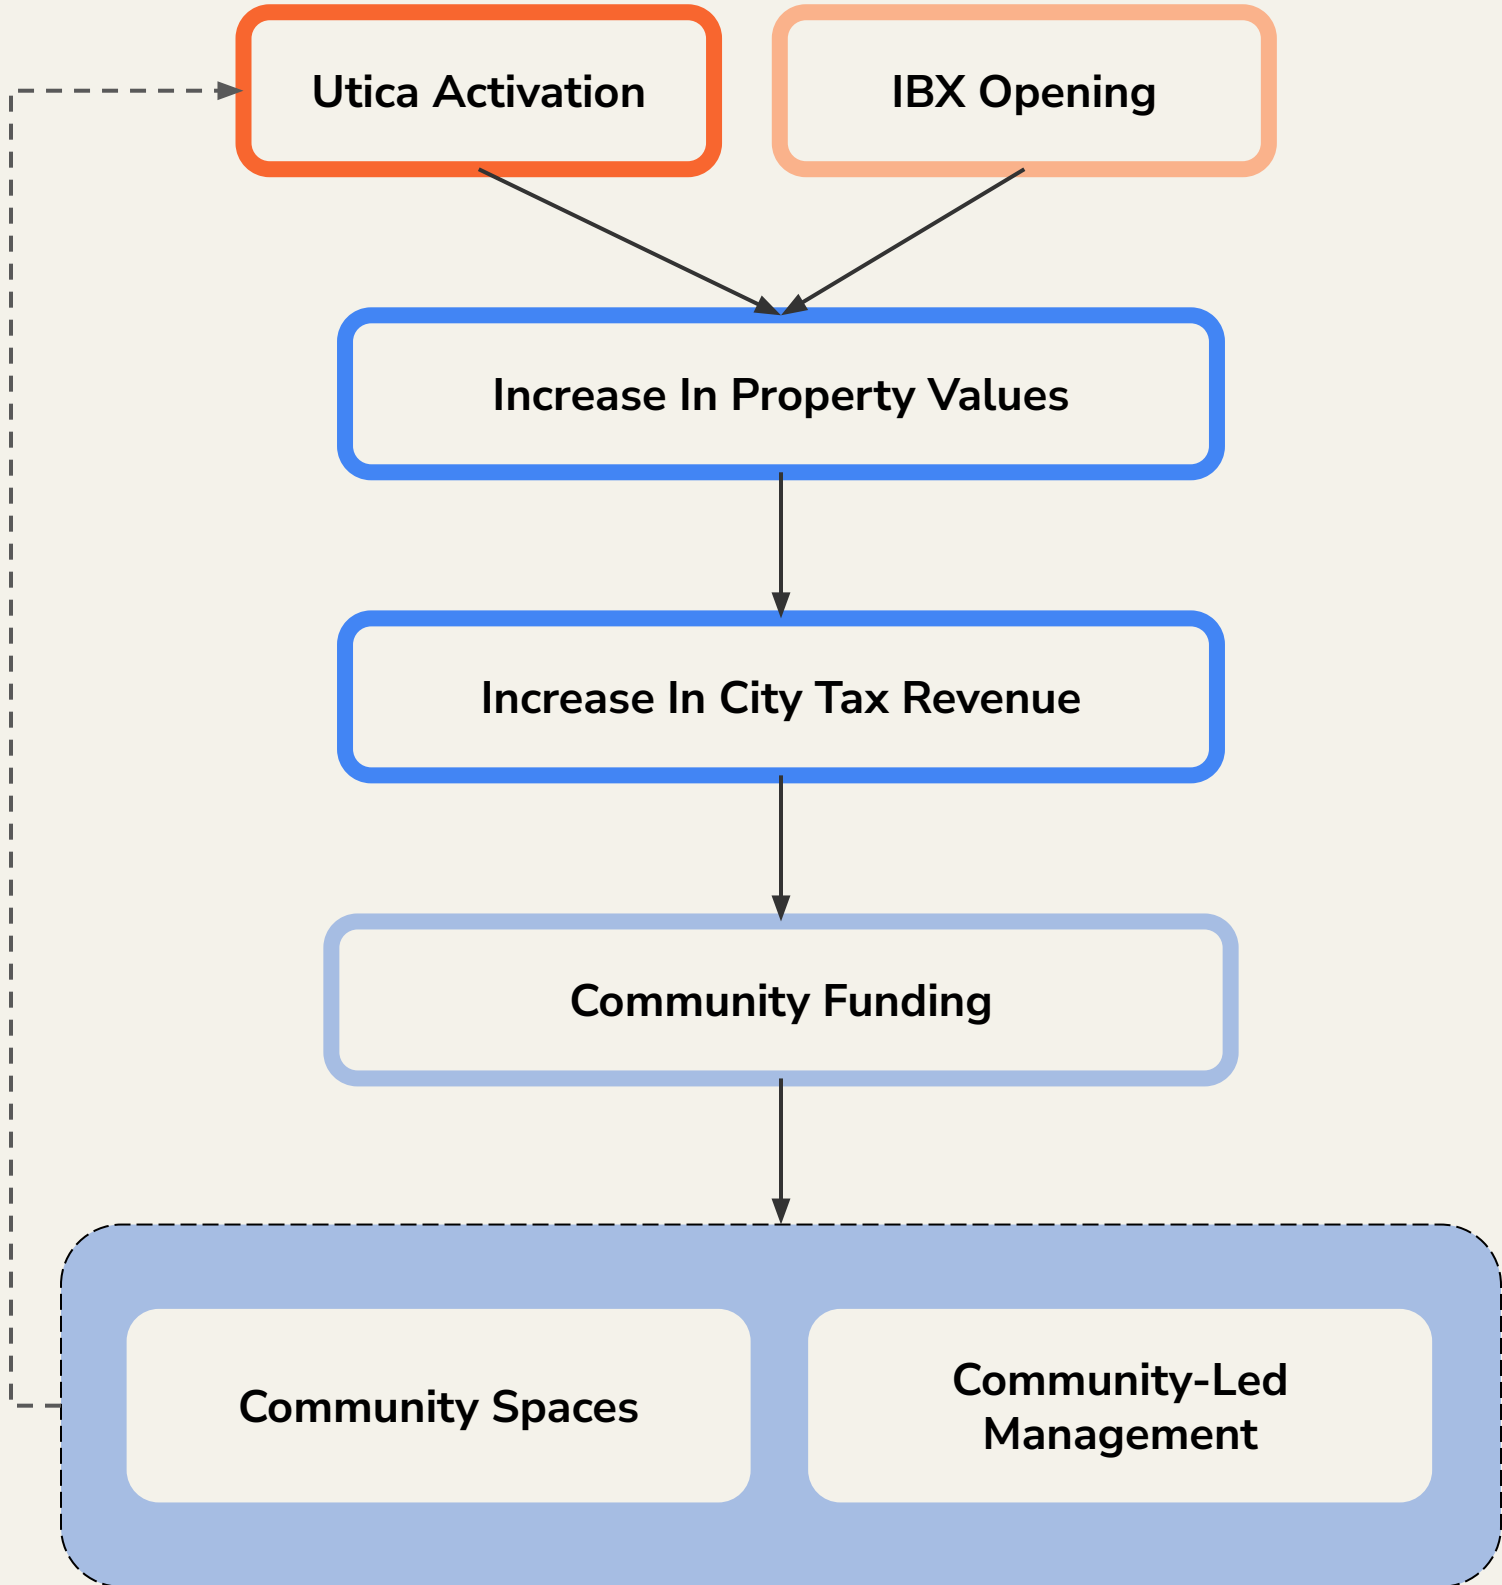 Utica Activation
IBX Opening
Increase In Property Values
Increase In City Tax Revenue
Community Funding
Community Spaces
Community-Led
Management